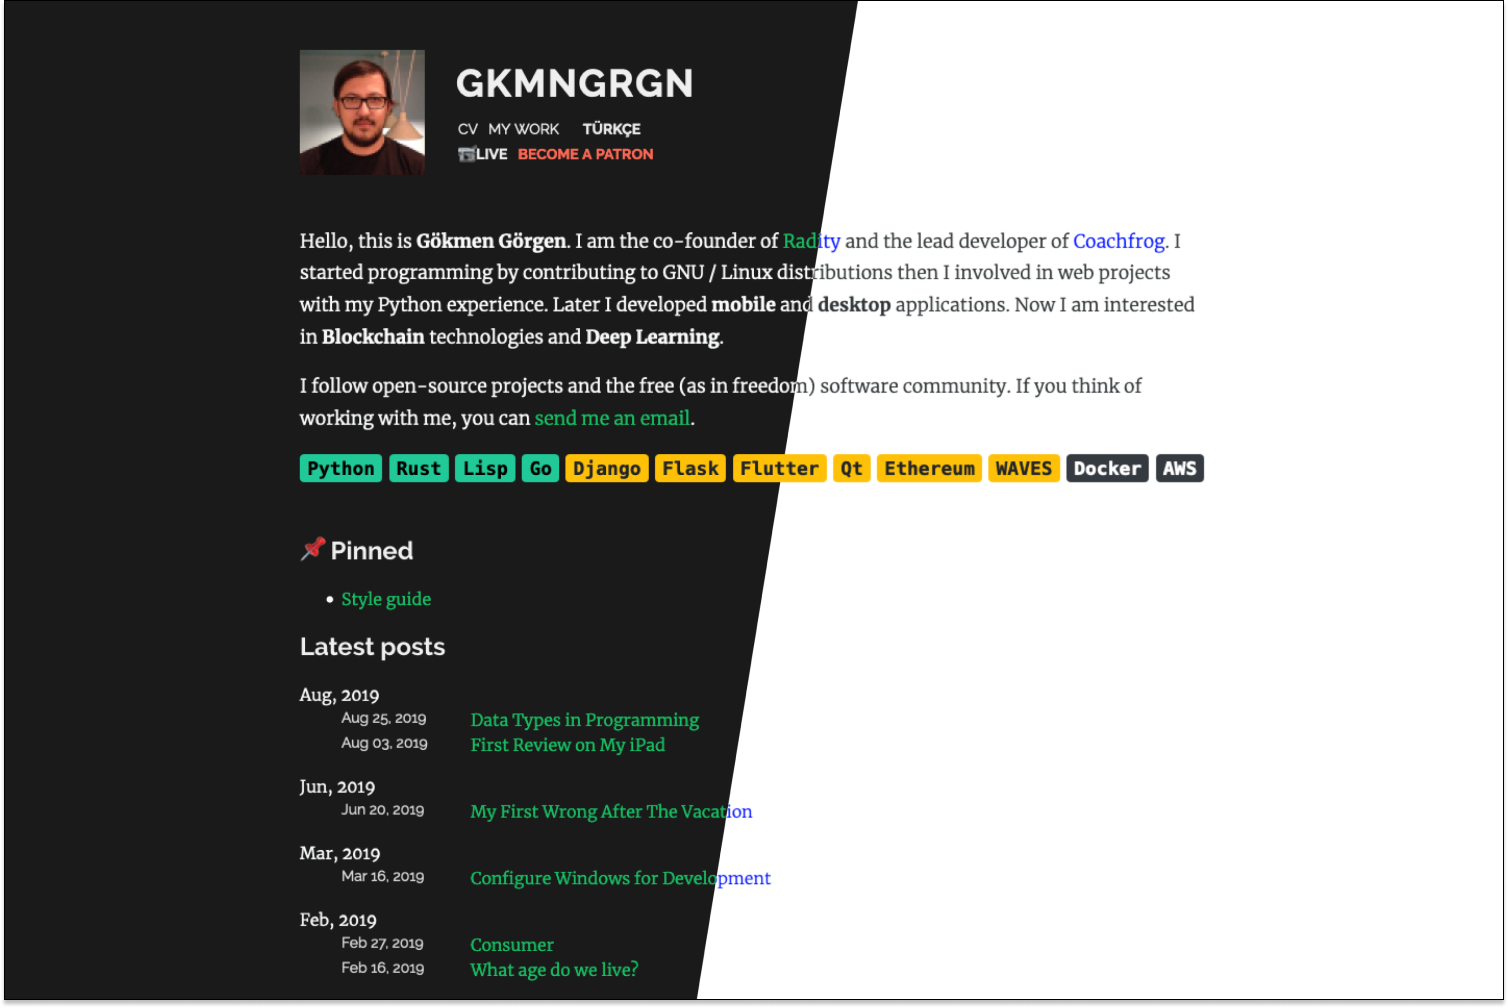 GKMNGRGN
CV MY WORK TÜRKÇE
LIVE BECOME A PATRON
Hello, this is Gökmen Görgen. I am the co-founder of Radity and the lead developer of Coachfrog. I
started programming by contributing to GNU / Linux distributions then I involved in web projects
with my Python experience. Later I developed mobile and desktop applications. Now I am interested
in Blockchain technologies and Deep Learning.
I follow open-source projects and the free (as in freedom) software community. If you think of
working with me, you can send me an email.
Python Rust Lisp Go Django Flask Flutter Qt Ethereum WAVES Docker AWS
Pinned
• Style guide
Latest posts
Aug, 2019
Aug 25, 2019 Data Types in Programming
Aug 03, 2019 First Review on My iPad
Jun, 2019
Jun 20, 2019 My First Wrong After The Vacation
Mar, 2019
Mar 16, 2019 Configure Windows for Development
Feb, 2019
Feb 27, 2019 Consumer
Feb 16, 2019 What age do we live?